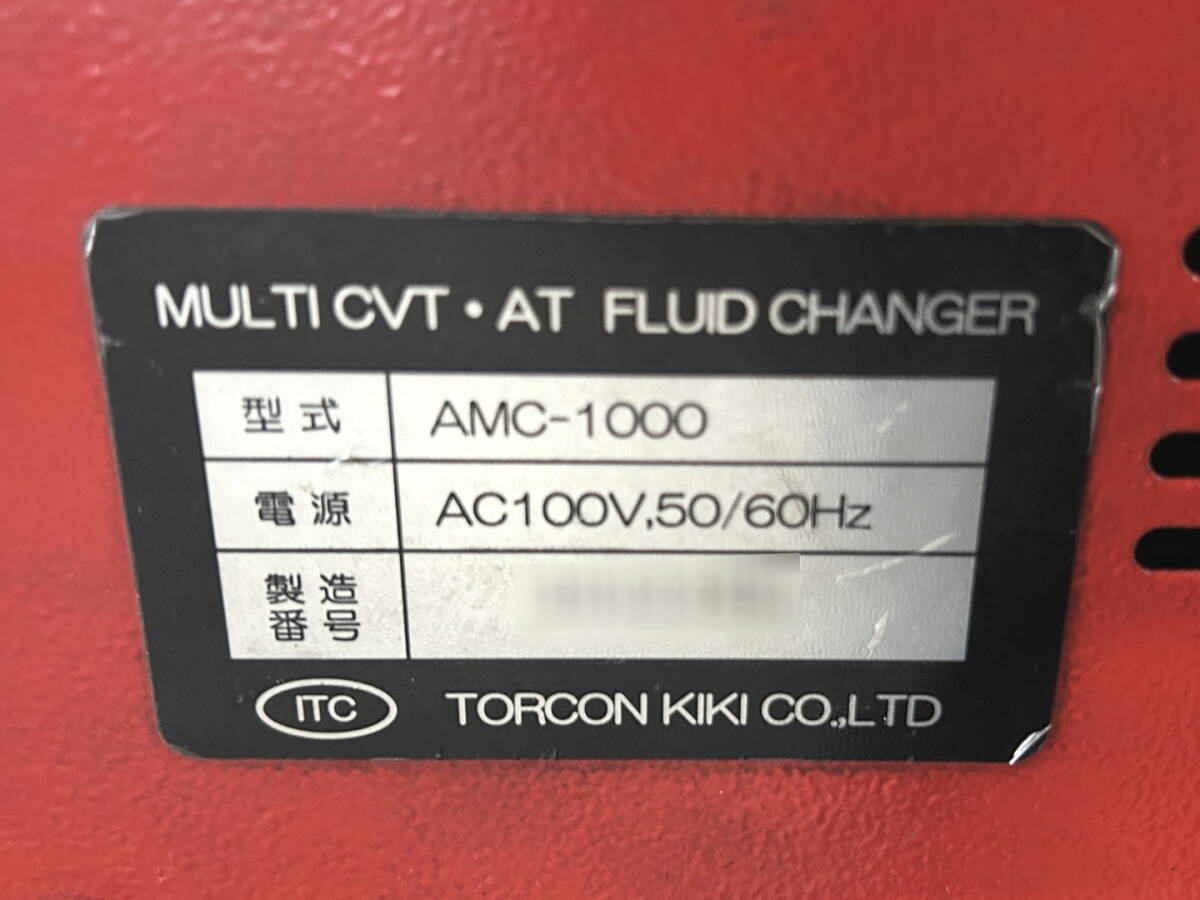 MULTI CVT・AT FLUID CHANGER
型式 AMC-1000
電源 AC100V,50/60Hz
製造
番号
ITC TORCON KIKI CO.,LTD